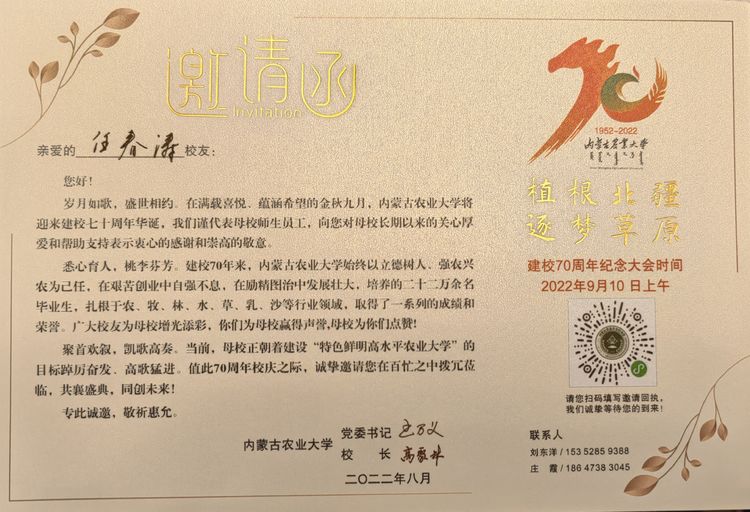 邀请函
Invitation
亲爱的 任春涛 校友：
您好！
岁月如歌，盛世相约。在满载喜悦、蕴涵希望的金秋九月，内蒙古农业大学将
迎来建校七十周年华诞，我们谨代表母校师生员工，向您对母校长期以来的关心厚
爱和帮助支持表示衷心的感谢和崇高的敬意。
悉心育人，桃李芬芳。建校70年来，内蒙古农业大学始终以立德树人、强农兴
农为己任，在艰苦创业中自强不息，在励精图治中发展壮大，培养的二十二万余名
毕业生，扎根于农、牧、林、水、草、乳、沙等行业领域，取得了一系列的成绩和
荣誉。广大校友为母校增光添彩，你们为母校赢得声誉,母校为你们点赞！
聚首欢叙，凯歌高奏。当前，母校正朝着建设“特色鲜明高水平农业大学”的
目标踔厉奋发、高歌猛进。值此70周年校庆之际，诚挚邀请您在百忙之中拨冗莅
临，共襄盛典，同创未来！
专此诚邀，敬祈惠允。
内蒙古农业大学
党委书记
校 长 高聚林
二〇二二年八月
70
1952-2022
内蒙古农业大学
植根北疆
逐梦草原
建校70周年纪念大会时间
2022年9月10日上午
请您扫码填写邀请回执，
我们诚挚等待您的到来！
联系人
刘东洋 / 153 5285 9388
庄 霞 / 186 4738 3045